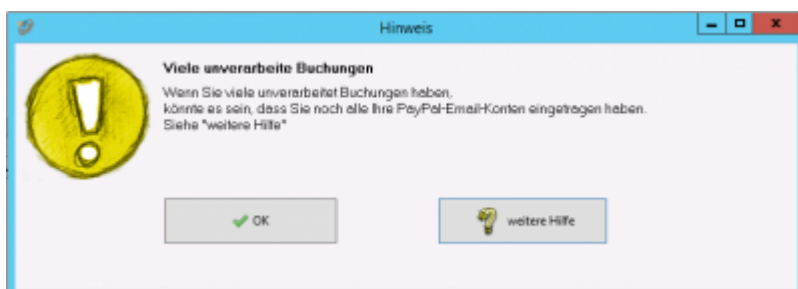 Hinweis
Viele unverarbeite Buchungen
Wenn Sie viele unverarbeitet Buchungen haben,
könnte es sein, dass Sie noch alle Ihre PayPal-Email-Konten eingetragen haben.
Siehe "weitere Hilfe"
OK
weitere Hilfe